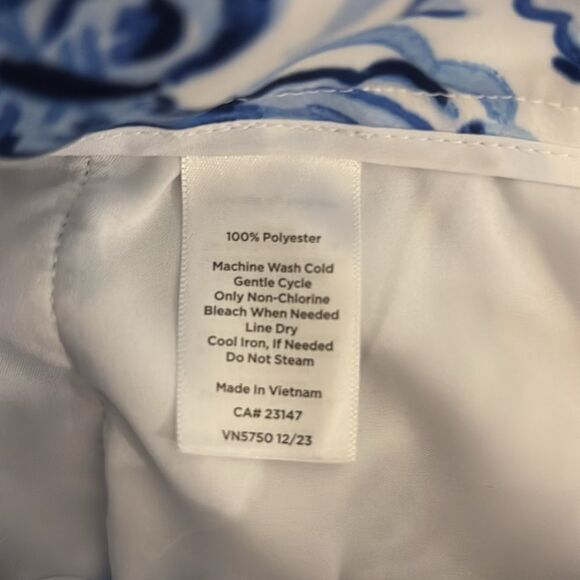 100% Polyester
Machine Wash Cold
Gentle Cycle
Only Non-Chlorine
Bleach When Needed
Line Dry
Cool Iron, If Needed
Do Not Steam
Made In Vietnam
CA# 23147
VN5750 12/23